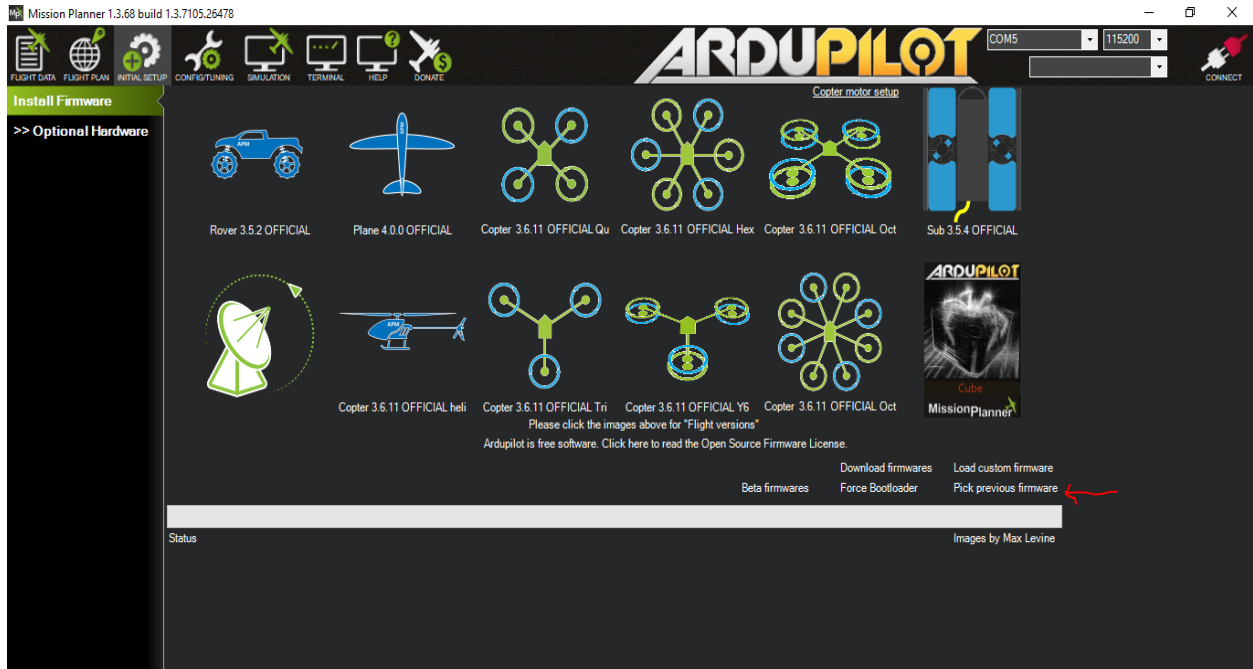 Mission Planner 1.3.68 build 1.3.7105.26478
FLIGHT DATA FLIGHT PLAN INITIAL SETUP CONFIG/TUNING SIMULATION TERMINAL HELP DONATE
ARDUPILOT
COM5 115200
CONNECT
Install Firmware
>> Optional Hardware
Copter motor setup
APM APM
Rover 3.5.2 OFFICIAL Plane 4.0.0 OFFICIAL Copter 3.6.11 OFFICIAL Qu Copter 3.6.11 OFFICIAL Hex Copter 3.6.11 OFFICIAL Oct Sub 3.5.4 OFFICIAL
ARDUPILOT
APM
Cube
Mission Planner
Copter 3.6.11 OFFICIAL heli Copter 3.6.11 OFFICIAL Tri Copter 3.6.11 OFFICIAL Y6 Copter 3.6.11 OFFICIAL Oct
Please click the images above for "Flight versions"
Ardupilot is free software. Click here to read the Open Source Firmware License.
Download firmwares Load custom firmware
Beta firmwares Force Bootloader Pick previous firmware
Status Images by Max Levine